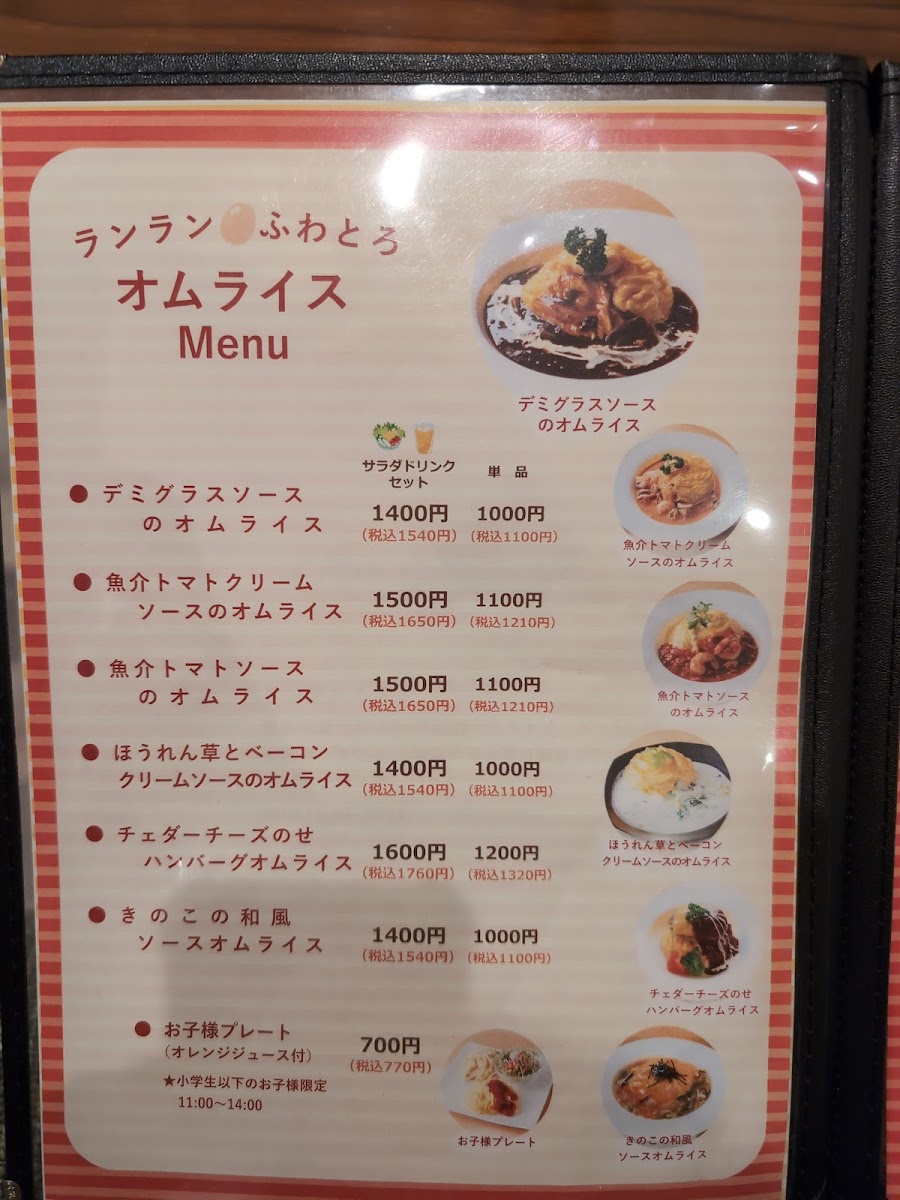 ランラン ふわとろ
オムライス
Menu
デミグラスソース
のオムライス
サラダドリンク
セット
単品
● デミグラスソース
のオムライス
1400円 1000円
(税込1540円) (税込1100円)
魚介トマトクリーム
ソースのオムライス
● 魚介トマトクリーム
ソースのオムライス
1500円 1100円
(税込1650円) (税込1210円)
● 魚介トマトソース
のオムライス
1500円 1100円
(税込1650円) (税込1210円)
魚介トマトソース
のオムライス
● ほうれん草とベーコン
クリームソースのオムライス
1400円 1000円
(税込1540円) (税込1100円)
ほうれん草とベーコン
クリームソースのオムライス
● チェダーチーズのせ
ハンバーグオムライス
1600円 1200円
(税込1760円) (税込1320円)
● きのこの和風
ソースオムライス
1400円 1000円
(税込1540円) (税込1100円)
チェダーチーズのせ
ハンバーグオムライス
● お子様プレート
(オレンジジュース付)
700円
(税込770円)
★小学生以下のお子様限定
11:00〜14:00
お子様プレート
きのこの和風
ソースオムライス